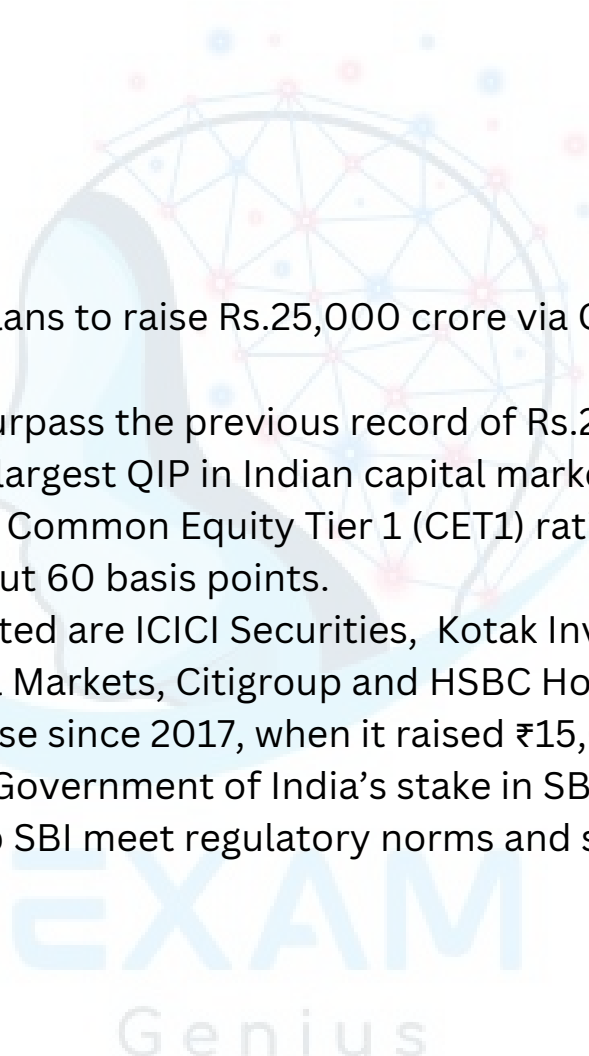 ans to raise Rs.25,000 crore via
urpass the previous record of Rs.2
largest QIP in Indian capital mark
Common Equity Tier 1 (CET1) rat
ut 60 basis points.
ted are ICICI Securities, Kotak Inv
Markets, Citigroup and HSBC Ho
se since 2017, when it raised ₹15,
Government of India’s stake in SB
SBI meet regulatory norms and s
EXAM
Genius